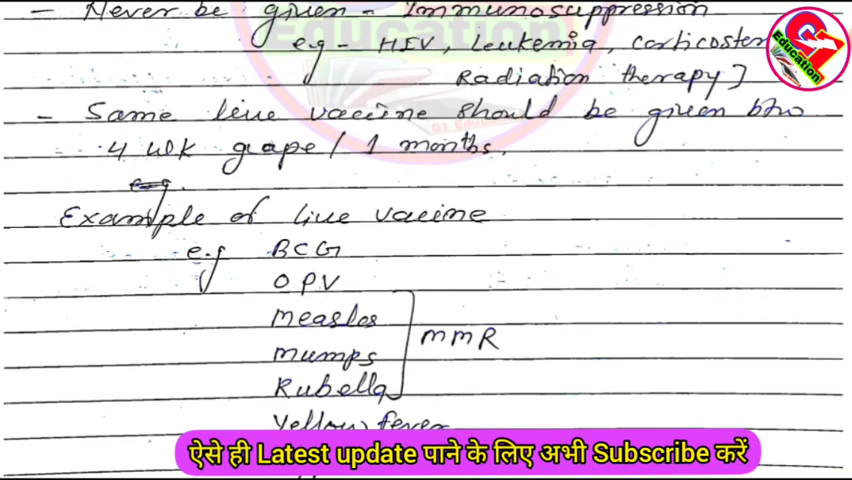 - Never be given - Immunosuppression
e.g - HIV, Leukemia, corticoster
Radiation therapy]
- Same live vacciine should be given btw
4 wk gape / 1 months.
e.g.
Example of live vaccine
e.g BCG
OPV
Measles
Mumps
Rubella
MMR
Yellow fever
G1 Education
ऐसे ही Latest update पाने के लिए अभी Subscribe करें